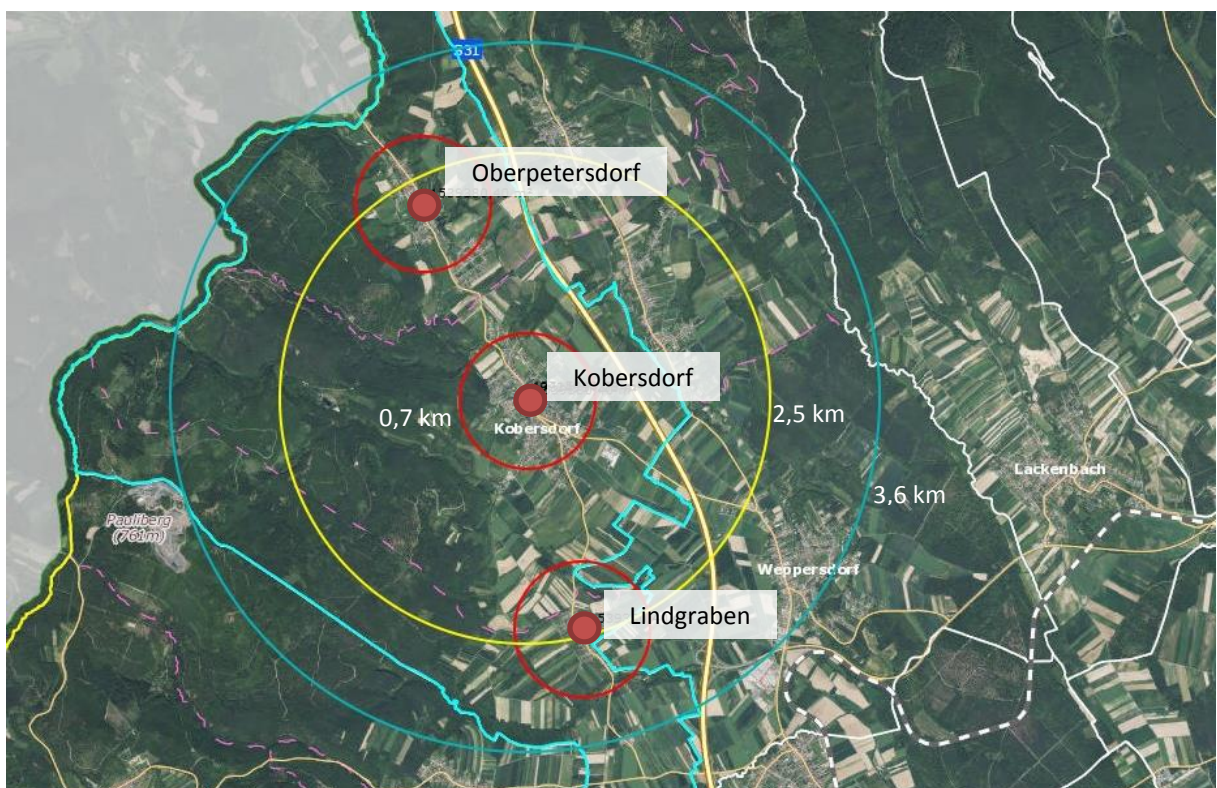 S31
Oberpetersdorf
Kobersdorf
0,7 km
Kobersdorf
2,5 km
Lackenbach
3,6 km
Pauliberg
(761m)
Weppersdorf
Lindgraben